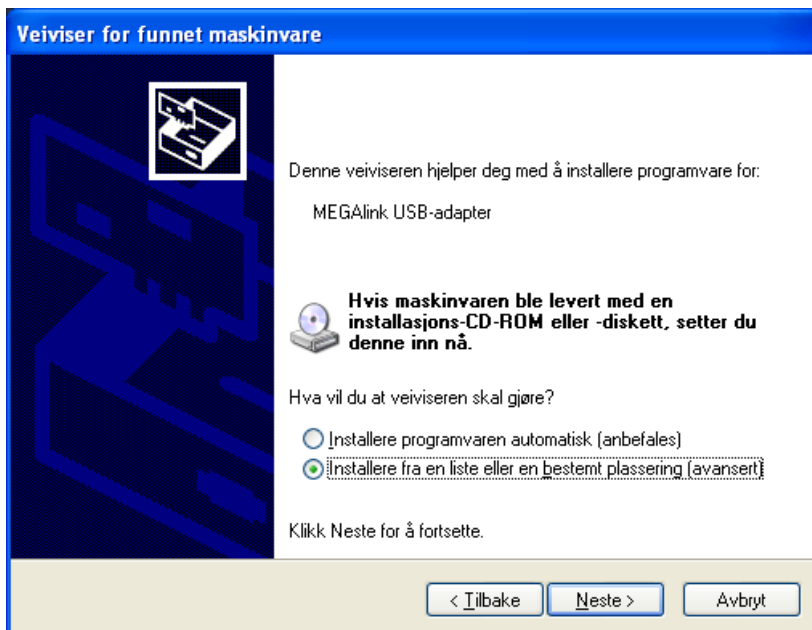 Veiviser for funnet maskinvare
Denne veiviseren hjelper deg med å installere programvare for:
MEGAlink USB-adapter
Hvis maskinvaren ble levert med en
installasjons-CD-ROM eller -diskett, setter du
denne inn nå.
Hva vil du at veiviseren skal gjøre?
Installere programvaren automatisk (anbefales)
Installere fra en liste eller en bestemt plassering (avansert)
Klikk Neste for å fortsette.
< Tilbake Neste > Avbryt